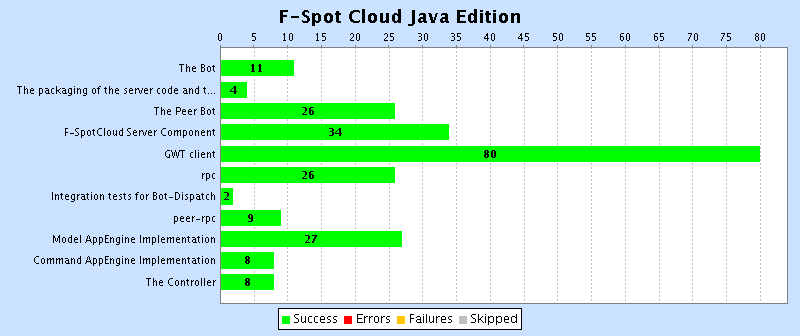 F-Spot Cloud Java Edition
0 5 10 15 20 25 30 35 40 45 50 55 60 65 70 75 80
The Bot 11
The packaging of the server code and t... 4
The Peer Bot 26
F-SpotCloud Server Component 34
GWT client 80
rpc 26
Integration tests for Bot-Dispatch 2
peer-rpc 9
Model AppEngine Implementation 27
Command AppEngine Implementation 8
The Controller 8
Success Errors Failures Skipped